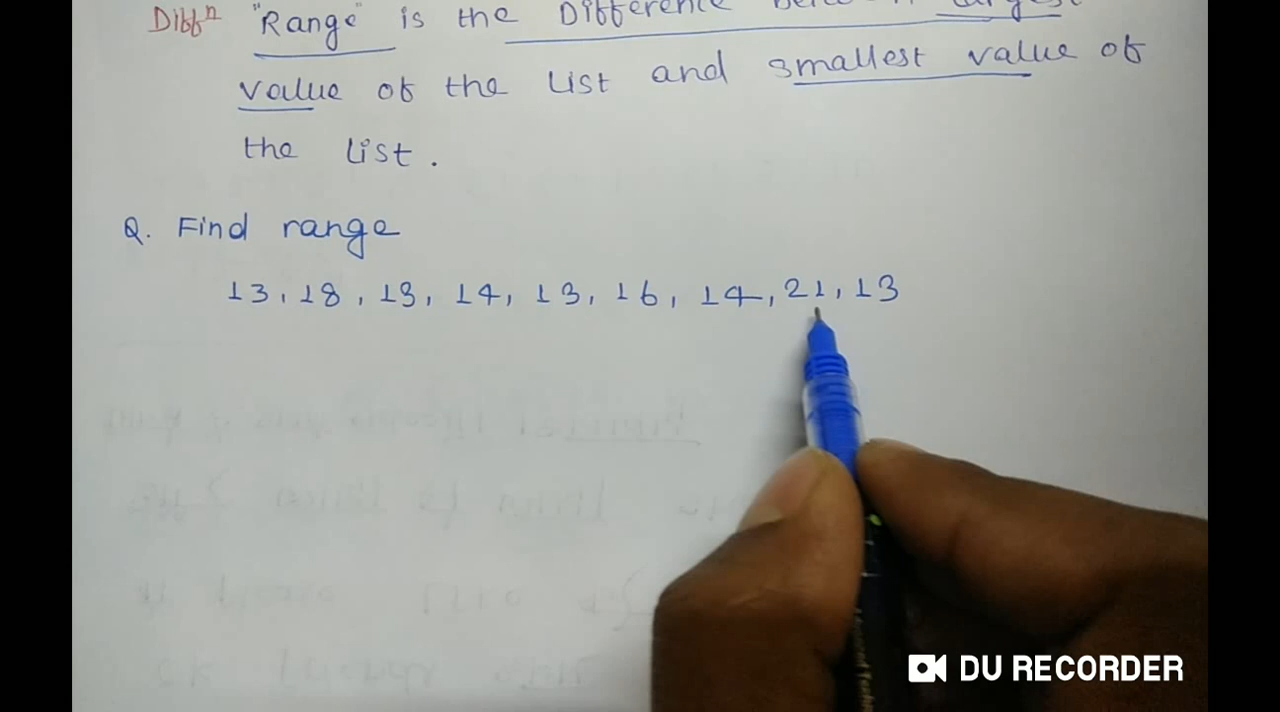 Diffn "Range" is the Difference Largest
value of the List and smallest value of
the List.
Q. Find range
13, 18, 13, 14, 13, 16, 14, 21, 13
DU RECORDER